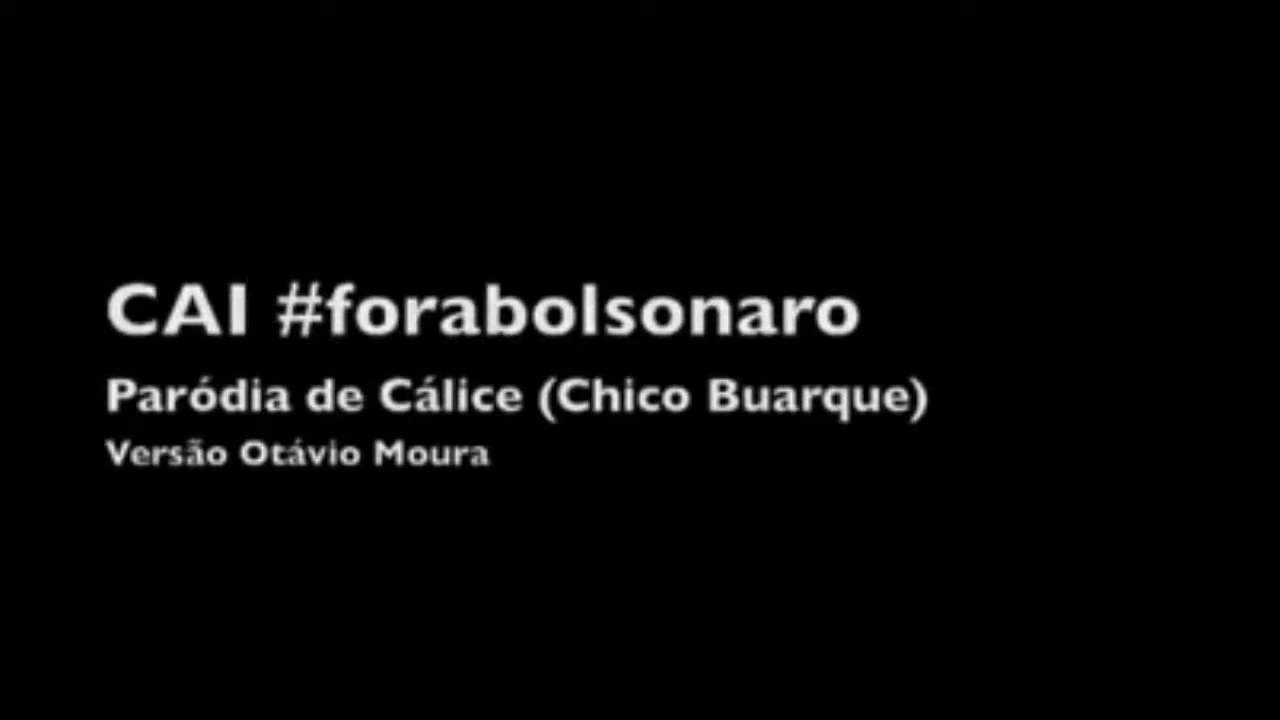 CAI #forabolsonaro
Paródia de Cálice (Chico Buarque)
Versão Otávio Moura